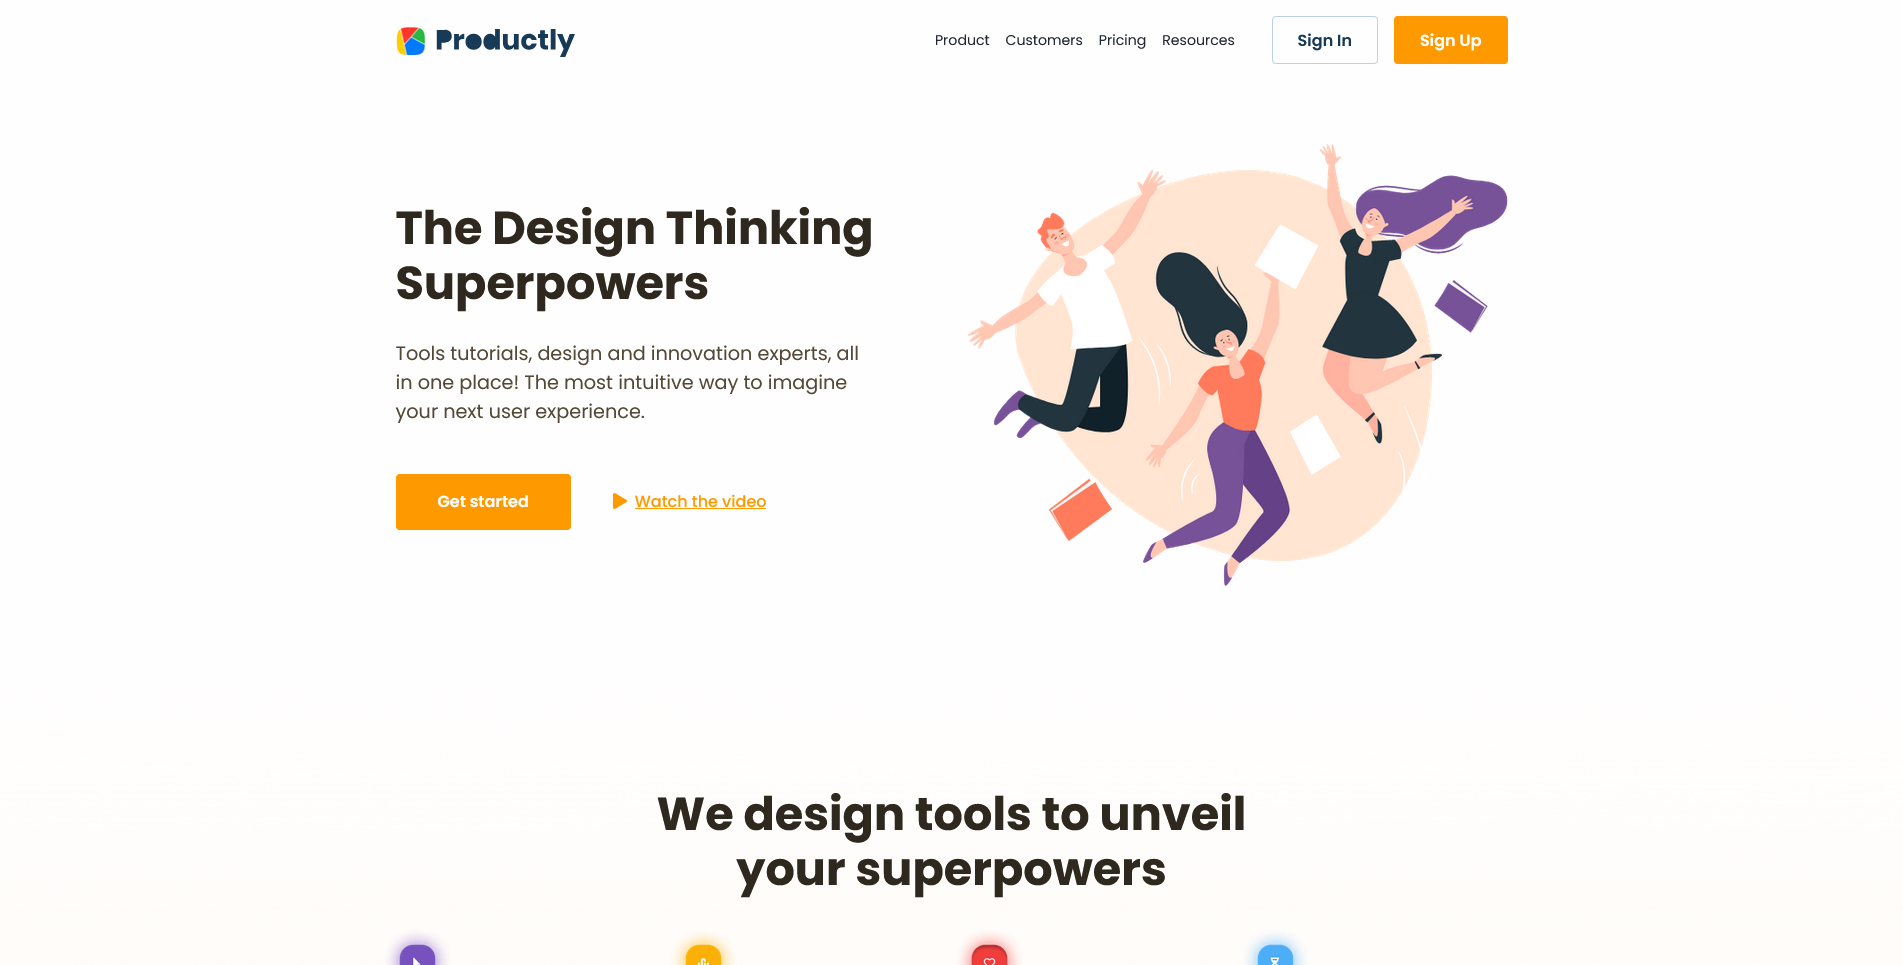 Productly
Product Customers Pricing Resources Sign In Sign Up
The Design Thinking
Superpowers
Tools tutorials, design and innovation experts, all
in one place! The most intuitive way to imagine
your next user experience.
Get started Watch the video
We design tools to unveil
your superpowers